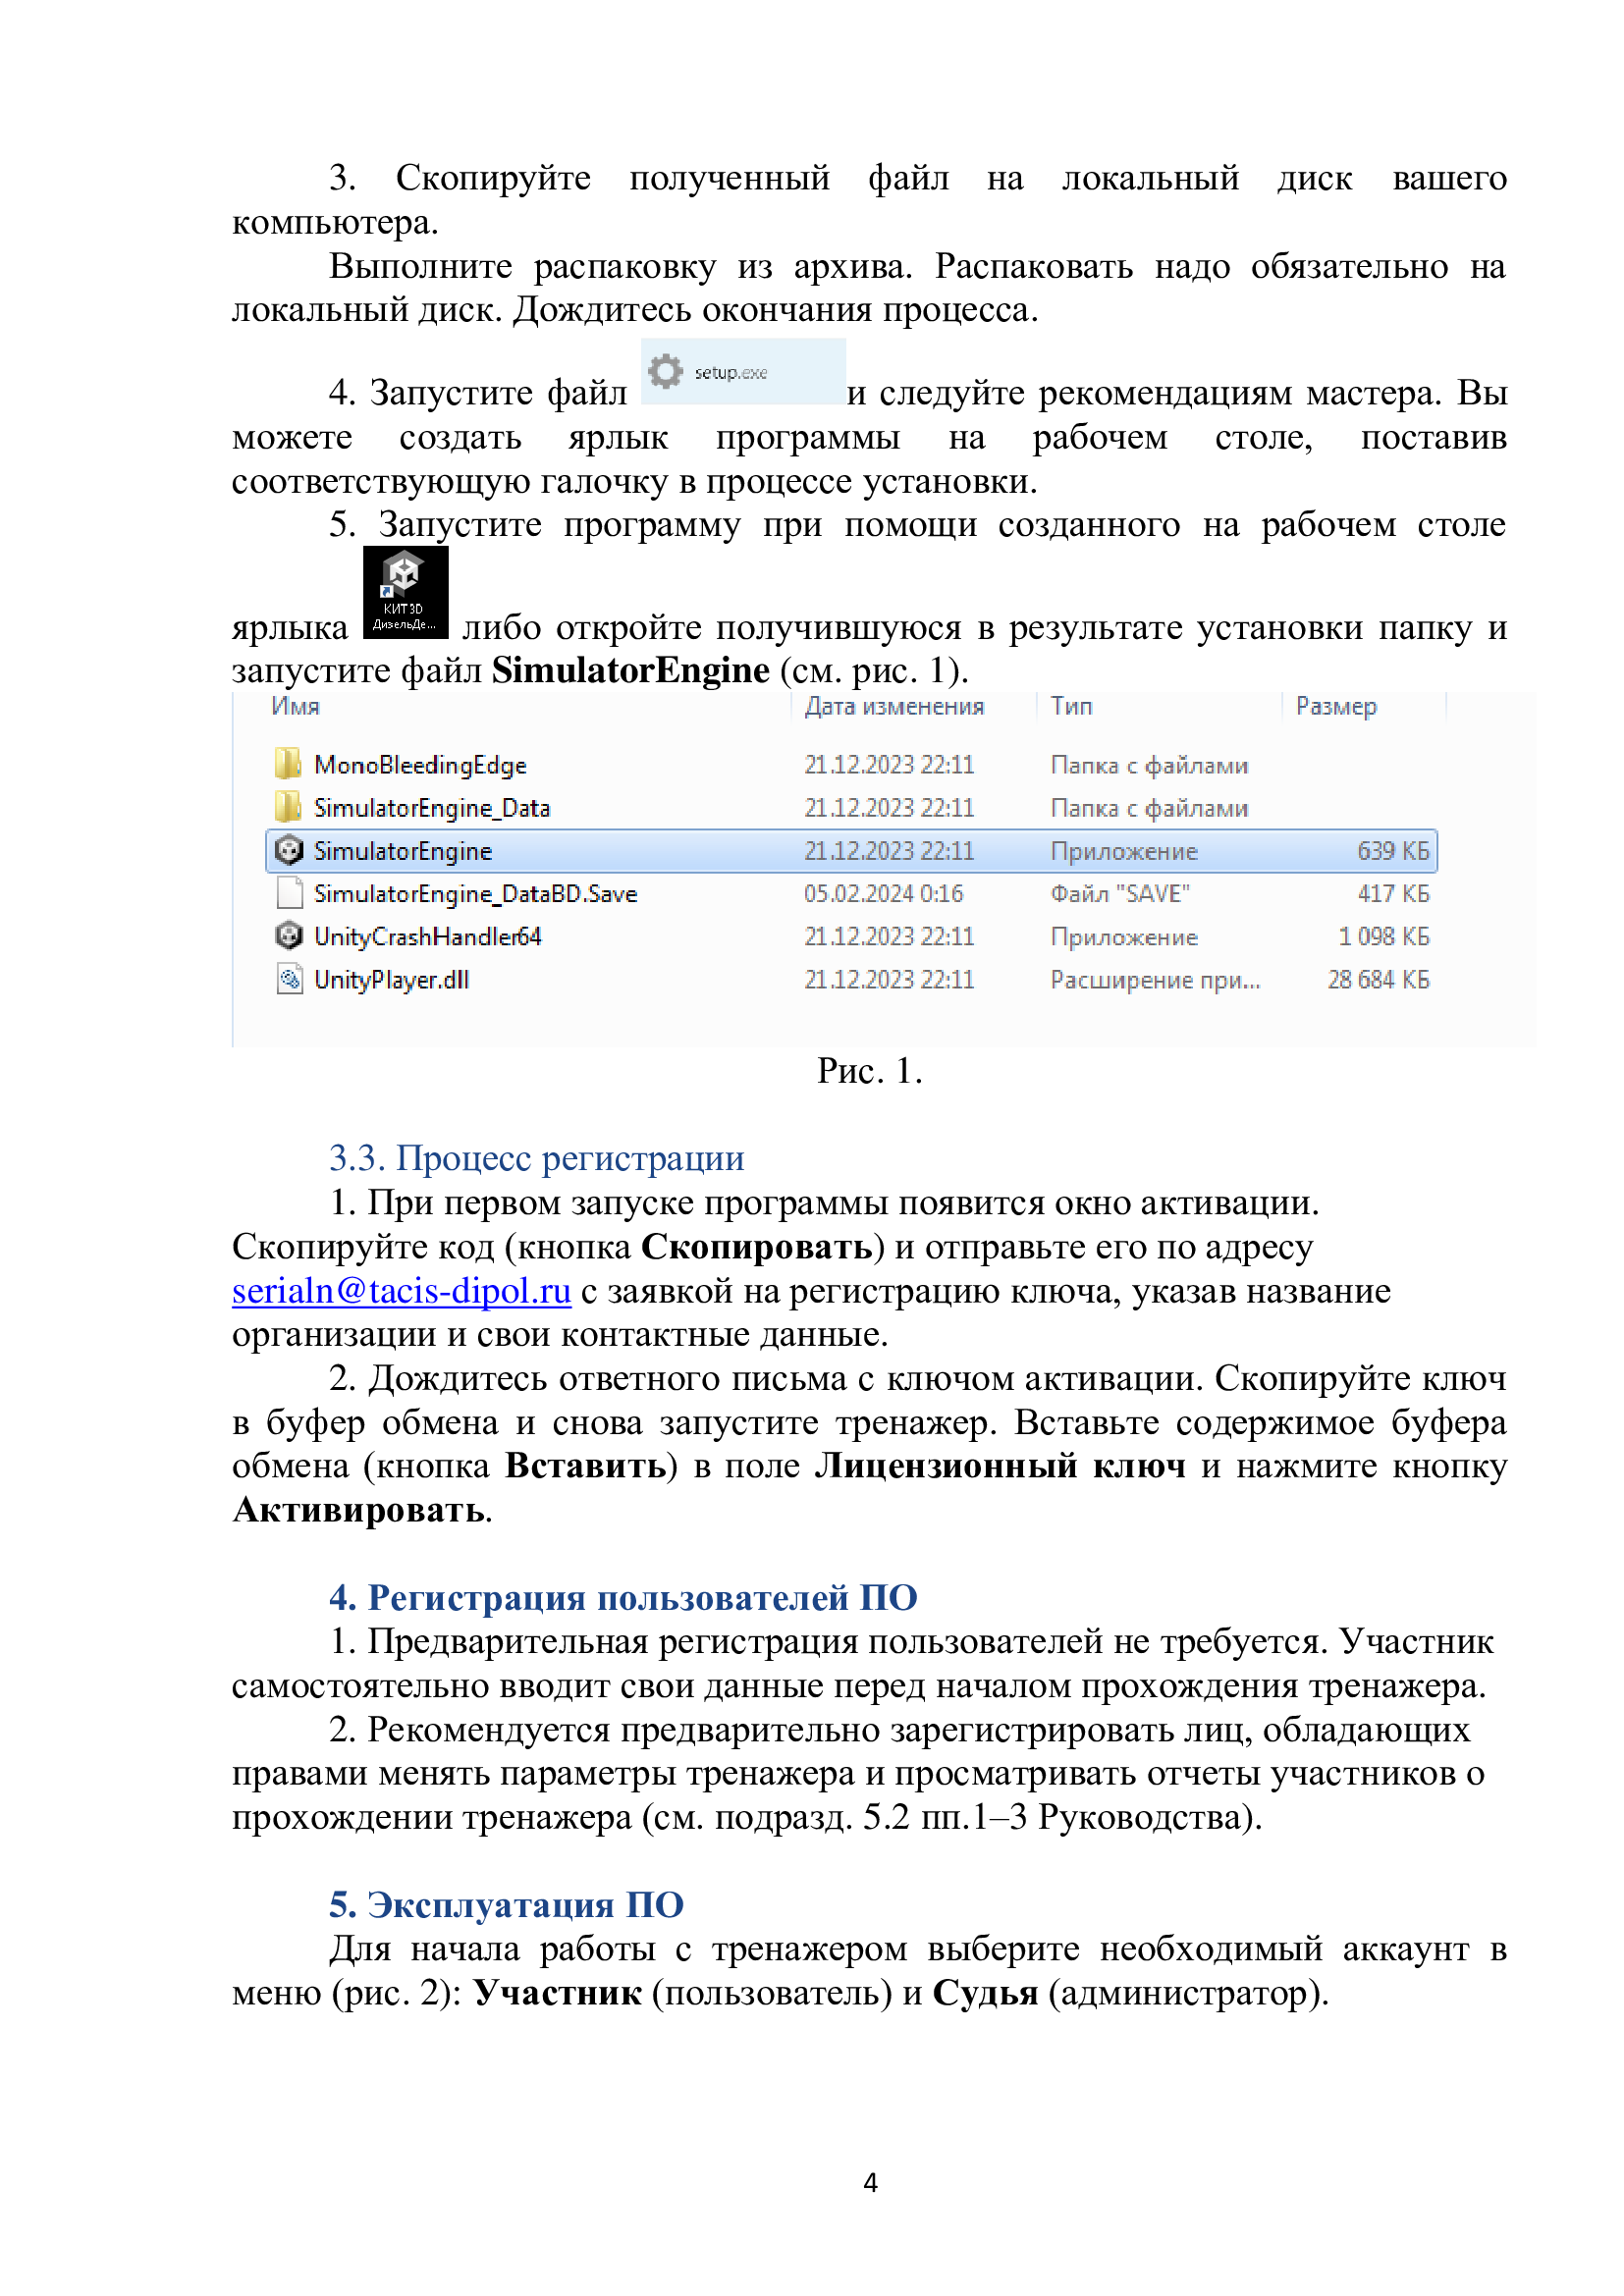 3. Скопируйте полученный файл на локальный диск вашего
компьютера.
Выполните распаковку из архива. Распаковать надо обязательно на
локальный диск. Дождитесь окончания процесса.
4. Запустите файл setup.exe и следуйте рекомендациям мастера. Вы
можете создать ярлык программы на рабочем столе, поставив
соответствующую галочку в процессе установки.
5. Запустите программу при помощи созданного на рабочем столе
ярлыка КИТ3D ДизельДе... либо откройте получившуюся в результате установки папку и
запустите файл SimulatorEngine (см. рис. 1).
Имя Дата изменения Тип Размер
MonoBleedingEdge 21.12.2023 22:11 Папка с файлами
SimulatorEngine_Data 21.12.2023 22:11 Папка с файлами
SimulatorEngine 21.12.2023 22:11 Приложение 639 КБ
SimulatorEngine_DataBD.Save 05.02.2024 0:16 Файл "SAVE" 417 КБ
UnityCrashHandler64 21.12.2023 22:11 Приложение 1 098 КБ
UnityPlayer.dll 21.12.2023 22:11 Расширение при... 28 684 КБ
Рис. 1.
3.3. Процесс регистрации
1. При первом запуске программы появится окно активации.
Скопируйте код (кнопка Скопировать) и отправьте его по адресу
serialn@tacis-dipol.ru с заявкой на регистрацию ключа, указав название
организации и свои контактные данные.
2. Дождитесь ответного письма с ключом активации. Скопируйте ключ
в буфер обмена и снова запустите тренажер. Вставьте содержимое буфера
обмена (кнопка Вставить) в поле Лицензионный ключ и нажмите кнопку
Активировать.
4. Регистрация пользователей ПО
1. Предварительная регистрация пользователей не требуется. Участник
самостоятельно вводит свои данные перед началом прохождения тренажера.
2. Рекомендуется предварительно зарегистрировать лиц, обладающих
правами менять параметры тренажера и просматривать отчеты участников о
прохождении тренажера (см. подразд. 5.2 пп.1–3 Руководства).
5. Эксплуатация ПО
Для начала работы с тренажером выберите необходимый аккаунт в
меню (рис. 2): Участник (пользователь) и Судья (администратор).
4